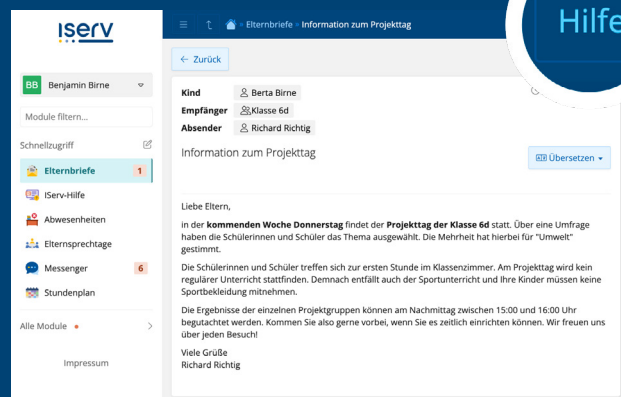 IServ
Elternbriefe » Information zum Projekttag
Hilfe
BB Benjamin Birne
Module filtern...
Schnellzugriff
Elternbriefe 1
IServ-Hilfe
Abwesenheiten
Elternsprechtage
Messenger 6
Stundenplan
Alle Module
Impressum
← Zurück
Kind Berta Birne
Empfänger Klasse 6d
Absender Richard Richtig
Information zum Projekttag
Übersetzen
Liebe Eltern,
in der kommenden Woche Donnerstag findet der Projekttag der Klasse 6d statt. Über eine Umfrage
haben die Schülerinnen und Schüler das Thema ausgewählt. Die Mehrheit hat hierbei für "Umwelt"
gestimmt.
Die Schülerinnen und Schüler treffen sich zur ersten Stunde im Klassenzimmer. Am Projekttag wird kein
regulärer Unterricht stattfinden. Demnach entfällt auch der Sportunterricht und Ihre Kinder müssen keine
Sportbekleidung mitnehmen.
Die Ergebnisse der einzelnen Projektgruppen können am Nachmittag zwischen 15:00 und 16:00 Uhr
begutachtet werden. Kommen Sie also gerne vorbei, wenn Sie es zeitlich einrichten können. Wir freuen uns
über jeden Besuch!
Viele Grüße
Richard Richtig